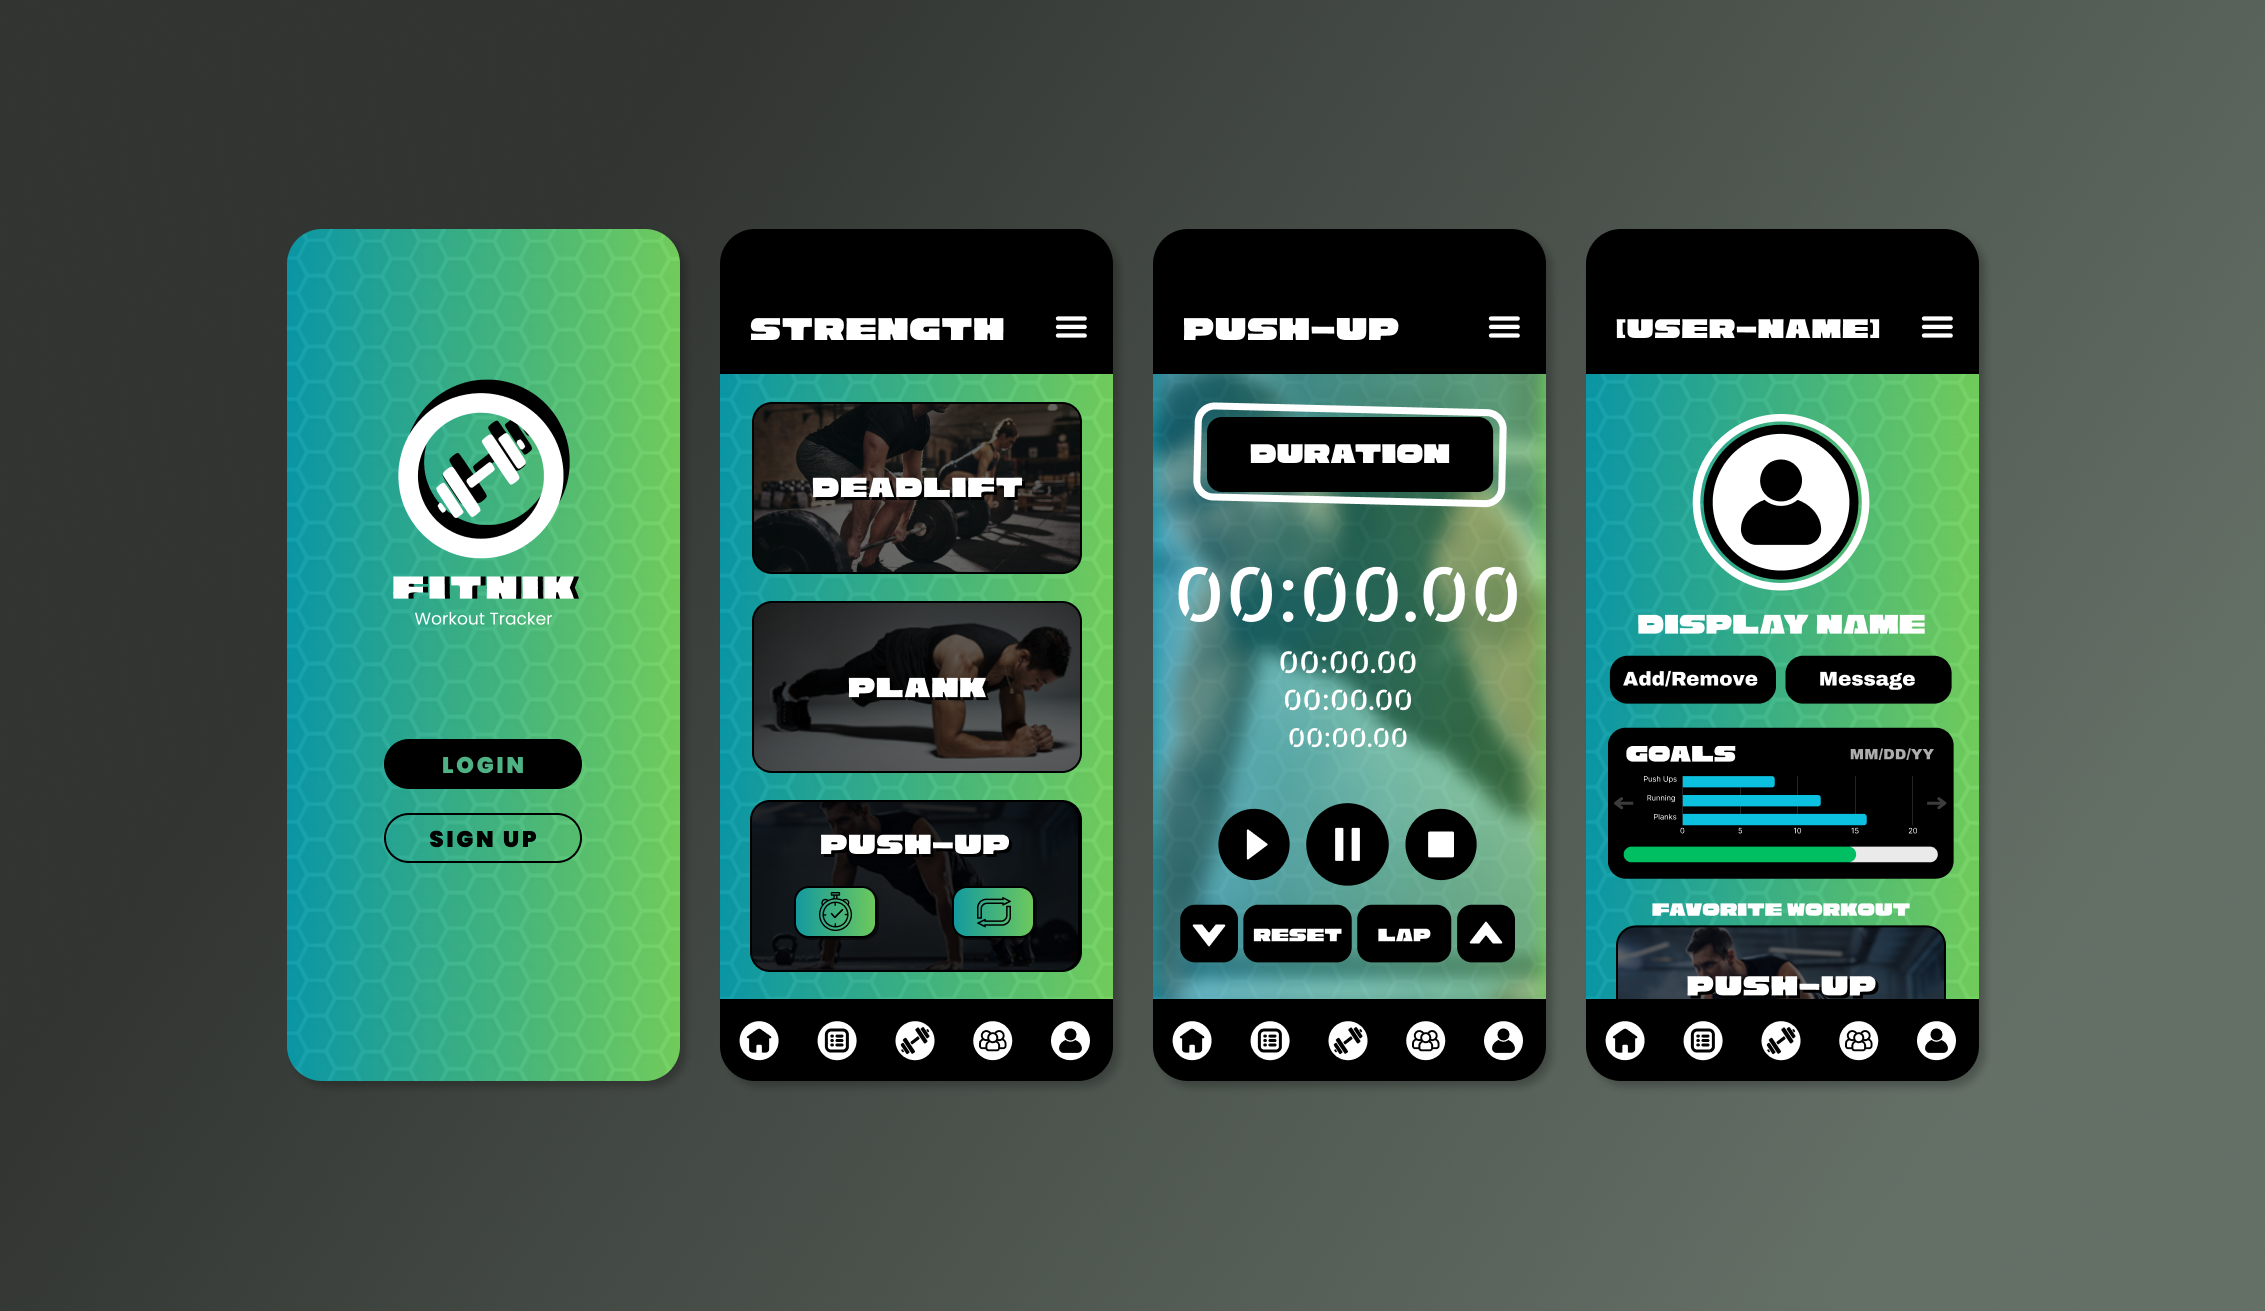 FITNIK
Workout Tracker
LOGIN
SIGN UP
STRENGTH
DEADLIFT
PLANK
PUSH-UP
PUSH-UP
DURATION
00:00.00
00:00.00
00:00.00
00:00.00
RESET LAP
[USER-NAME]
DISPLAY NAME
Add/Remove Message
GOALS MM/DD/YY
Push Ups
Running
Planks
0 5 10 15 20
FAVORITE WORKOUT
PUSH-UP